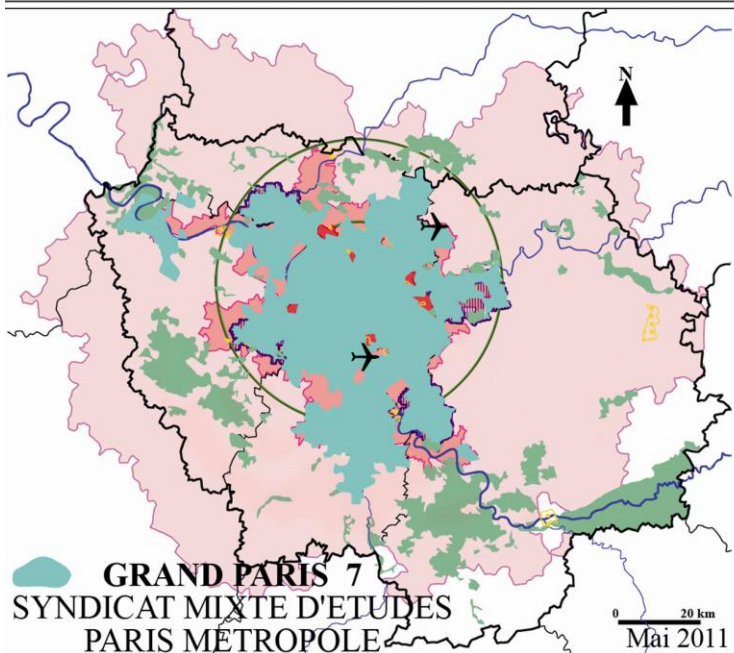 N
GRAND PARIS 7
SYNDICAT MIXTE D'ETUDES
PARIS METROPOLE
0 20 km
Mai 2011